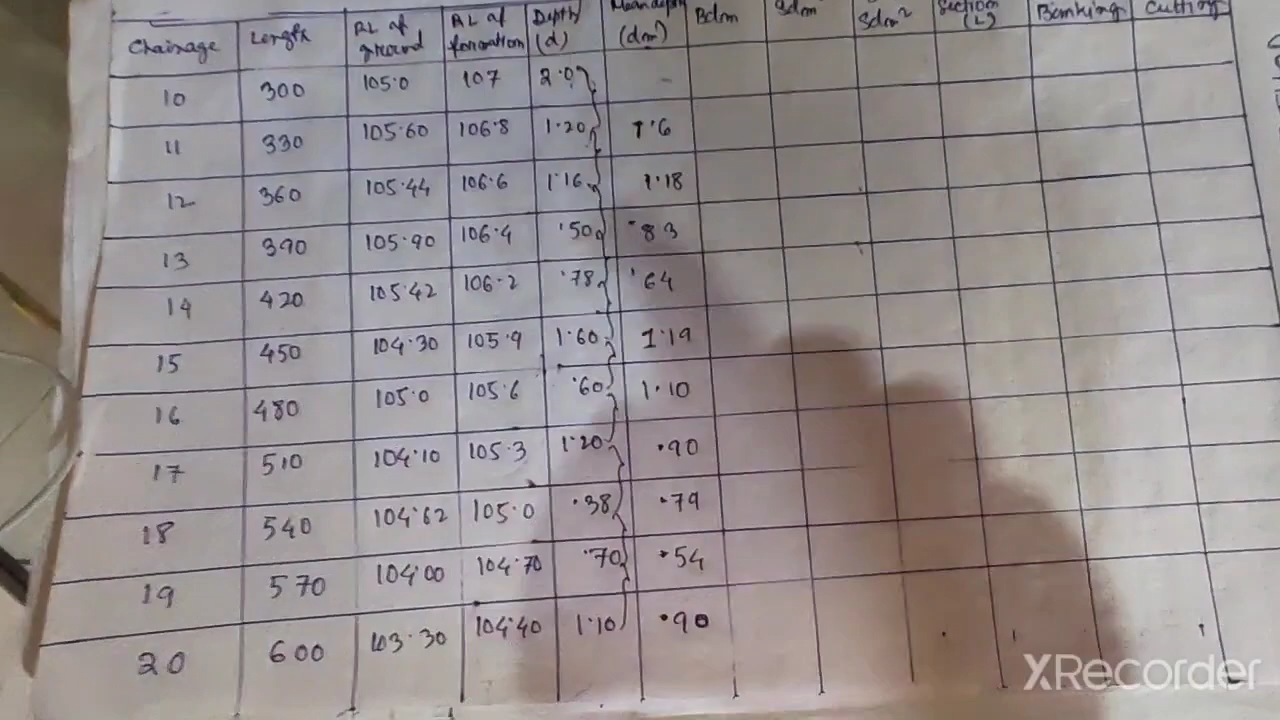 Chainage Length RL of ground RL of formation Depth (d) Mean depth (dm) Bdm Sdm Sdm² Section (L) Banking Cutting
10 300 105.0 107 2.0 -
11 330 105.60 106.8 1.20 1.6
12 360 105.44 106.6 1.16 1.18
13 390 105.90 106.4 .50 .83
14 420 105.42 106.2 .78 .64
15 450 104.30 105.9 1.60 1.19
16 480 105.0 105.6 .60 1.10
17 510 104.10 105.3 1.20 .90
18 540 104.62 105.0 .38 .79
19 570 104.00 104.70 .70 .54
20 600 103.30 104.40 1.10 .90
XRecorder